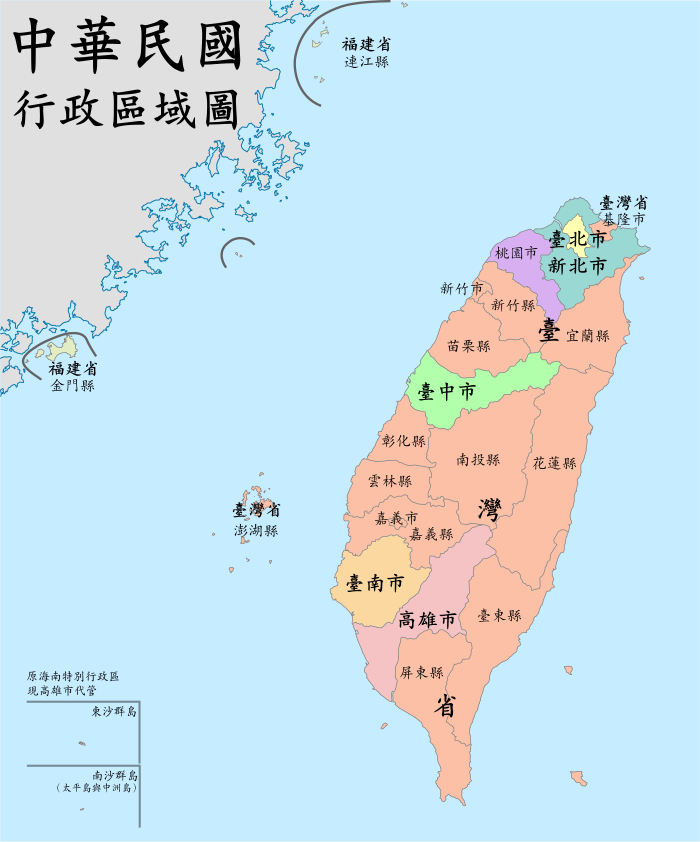 中華民國
行政區域圖
福建省
連江縣
臺灣省
基隆市
臺北市
桃園市
新北市
新竹市
新竹縣
臺
宜蘭縣
苗栗縣
福建省
金門縣
臺中市
彰化縣
南投縣
花蓮縣
雲林縣
臺灣省
澎湖縣
灣
嘉義市
嘉義縣
臺南市
高雄市
臺東縣
屏東縣
省
原海南特別行政區
現高雄市代管
東沙群島
南沙群島
（太平島與中洲島）